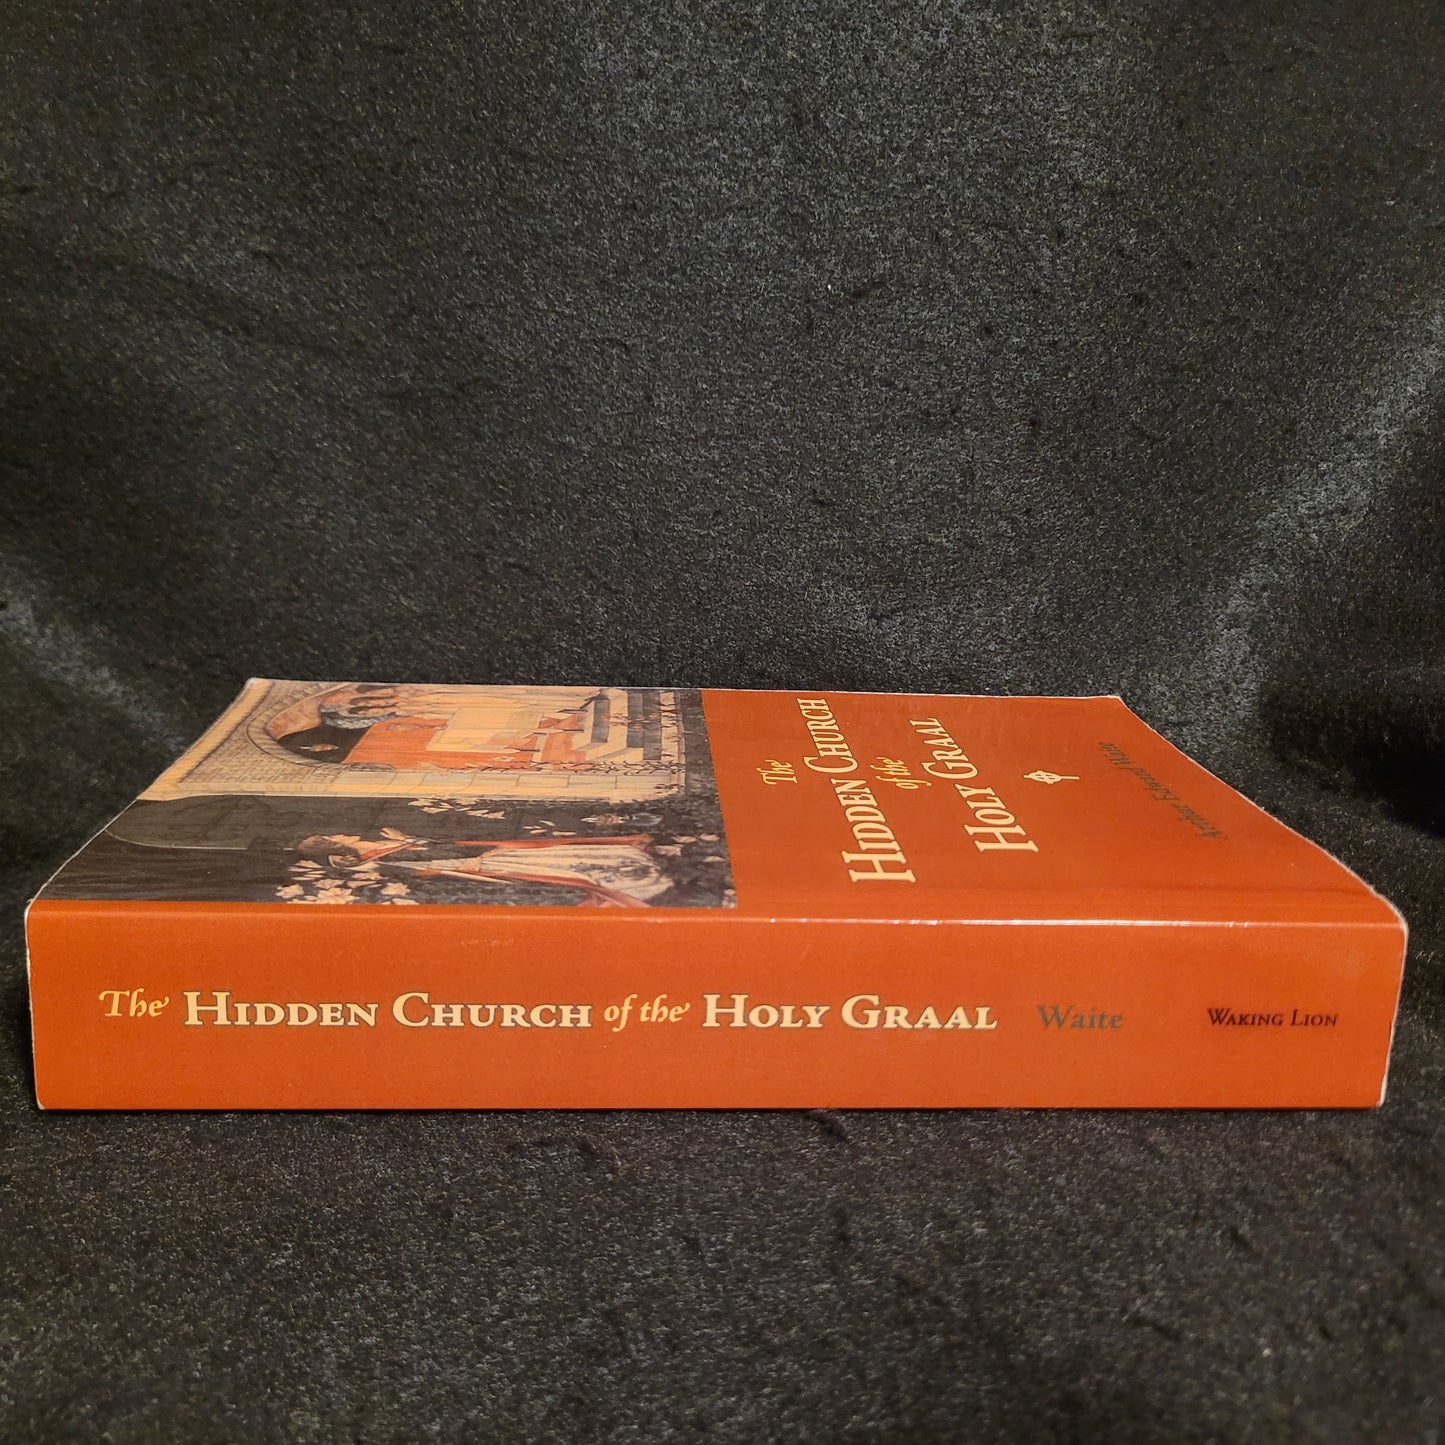 The
HIDDEN CHURCH
of the
HOLY GRAAL
Arthur Edward Waite
The HIDDEN CHURCH of the HOLY GRAAL Waite WAKING LION